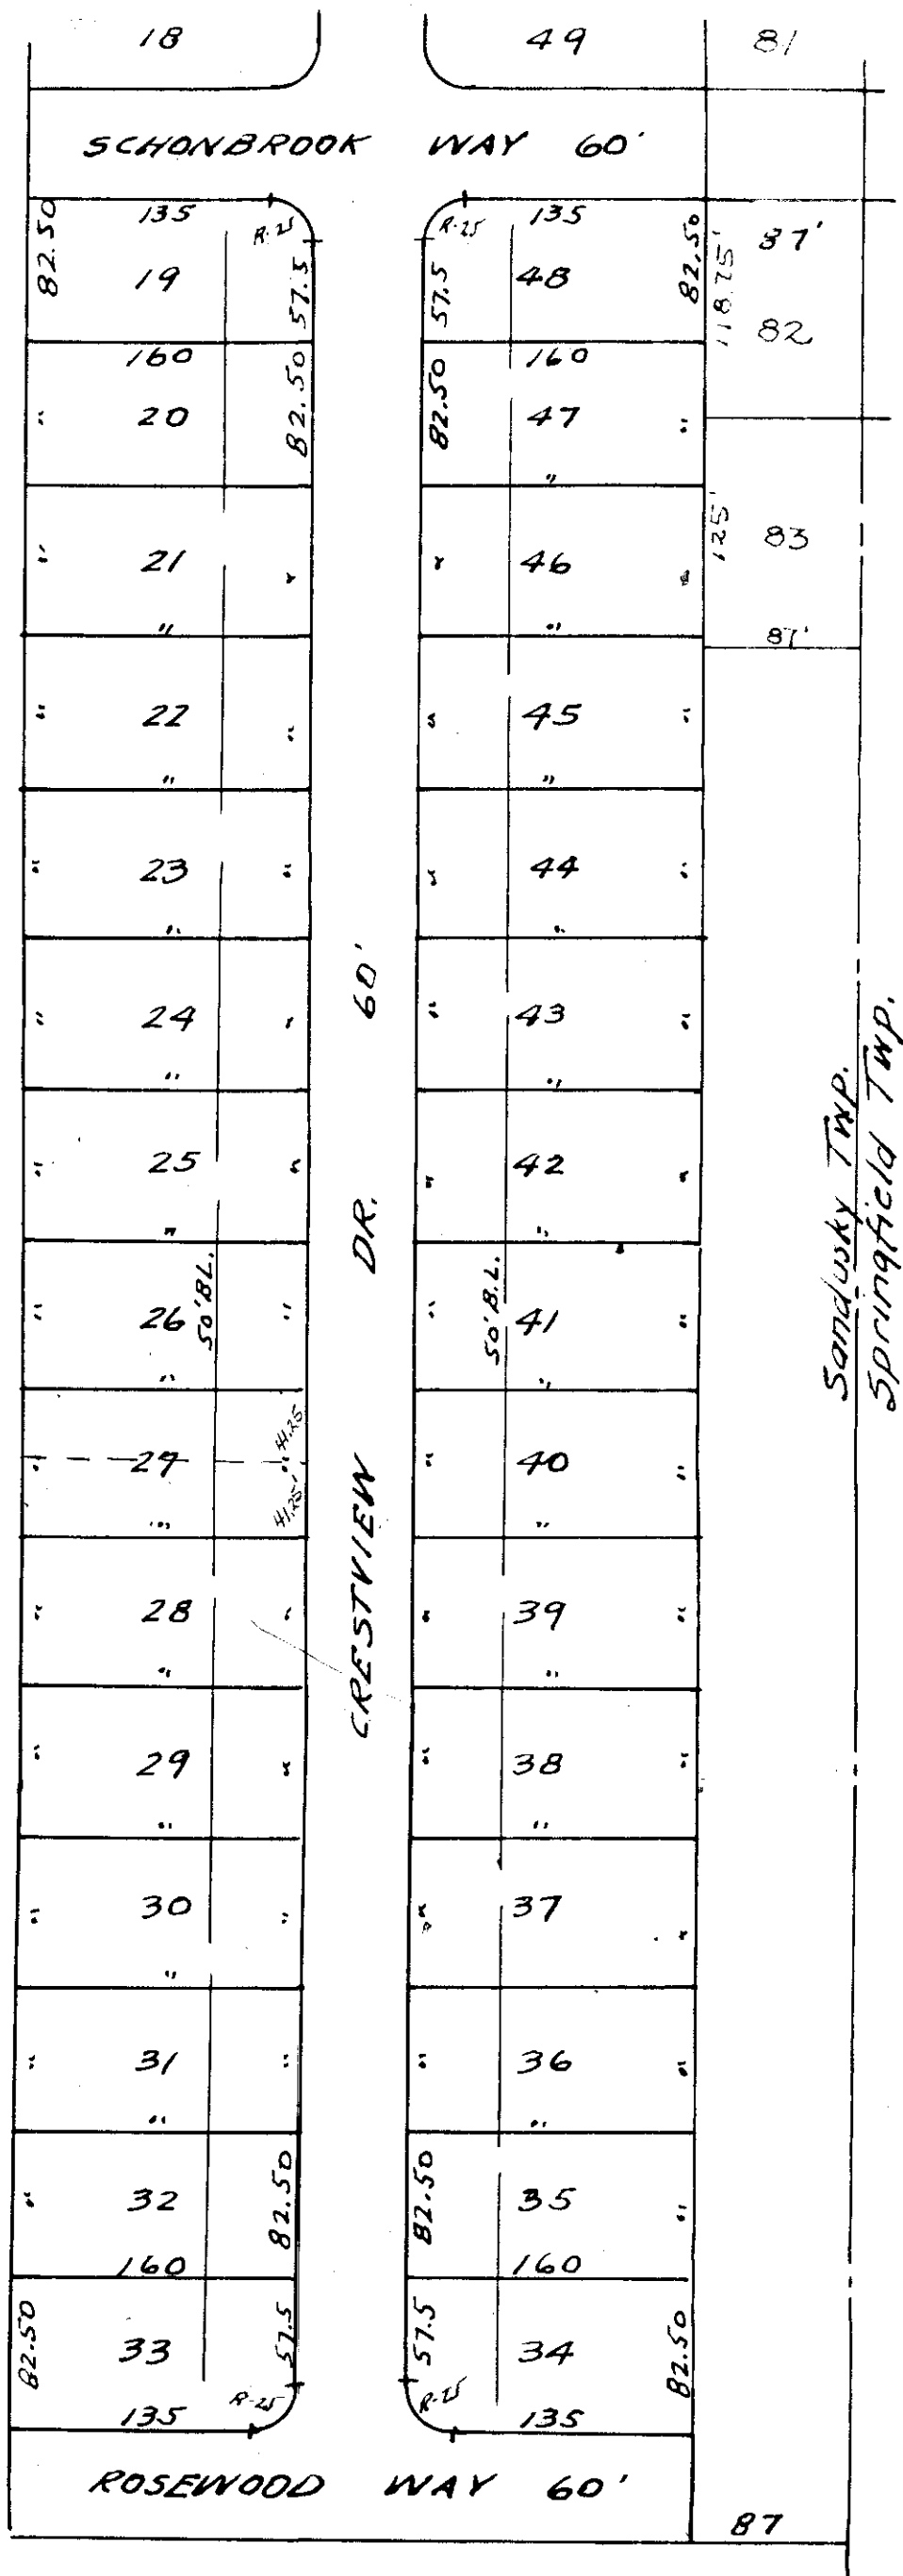 18 49 81
SCHONBROOK WAY 60'
135 R-25 R-25 135 87'
82.50 19 57.5 57.5 48 82.50 118.75' 82
160 160
20 82.50 82.50 47 "
" "
21 46 125' 83
" " 87'
" 22 " " 45 "
" "
" 23 " " 44 "
" "
60'
" 24 " " 43 "
" "
Sandusky Twp.
Springfield Twp.
" 25 " " 42 "
" "
DR.
50' B.L. 50' B.L.
" 26 " " 41 "
" "
41.25
" 27 " " 40 "
41.25'
" "
CRESTVIEW
" 28 " " 39 "
" "
" 29 " " 38 "
" "
" 30 " " 37 "
"
" 31 " " 36 "
" "
" 32 82.50 82.50 35 "
160 160
82.50 33 57.5 57.5 34 82.50
135 R-25 R-25 135
ROSEWOOD WAY 60'
87